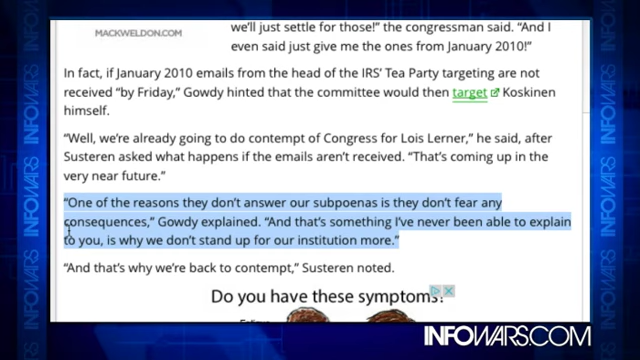 we'll just settle for those!” the congressman said. “And I
MACKWELDON.COM
even said just give me the ones from January 2010!”
In fact, if January 2010 emails from the head of the IRS’ Tea Party targeting are not
received “by Friday,” Gowdy hinted that the committee would then target Koskinen
himself.
“Well, we’re already going to do contempt of Congress for Lois Lerner,” he said, after
Susteren asked what happens if the emails aren’t received. “That’s coming up in the
very near future.”
“One of the reasons they don’t answer our subpoenas is they don’t fear any
consequences,” Gowdy explained. “And that’s something I’ve never been able to explain
to you, is why we don’t stand up for our institution more.”
“And that’s why we’re back to contempt,” Susteren noted.
Do you have these symptoms?
INFOWARS
INFOWARS
INFOWARS
INFOWARS
INFOWARS.COM